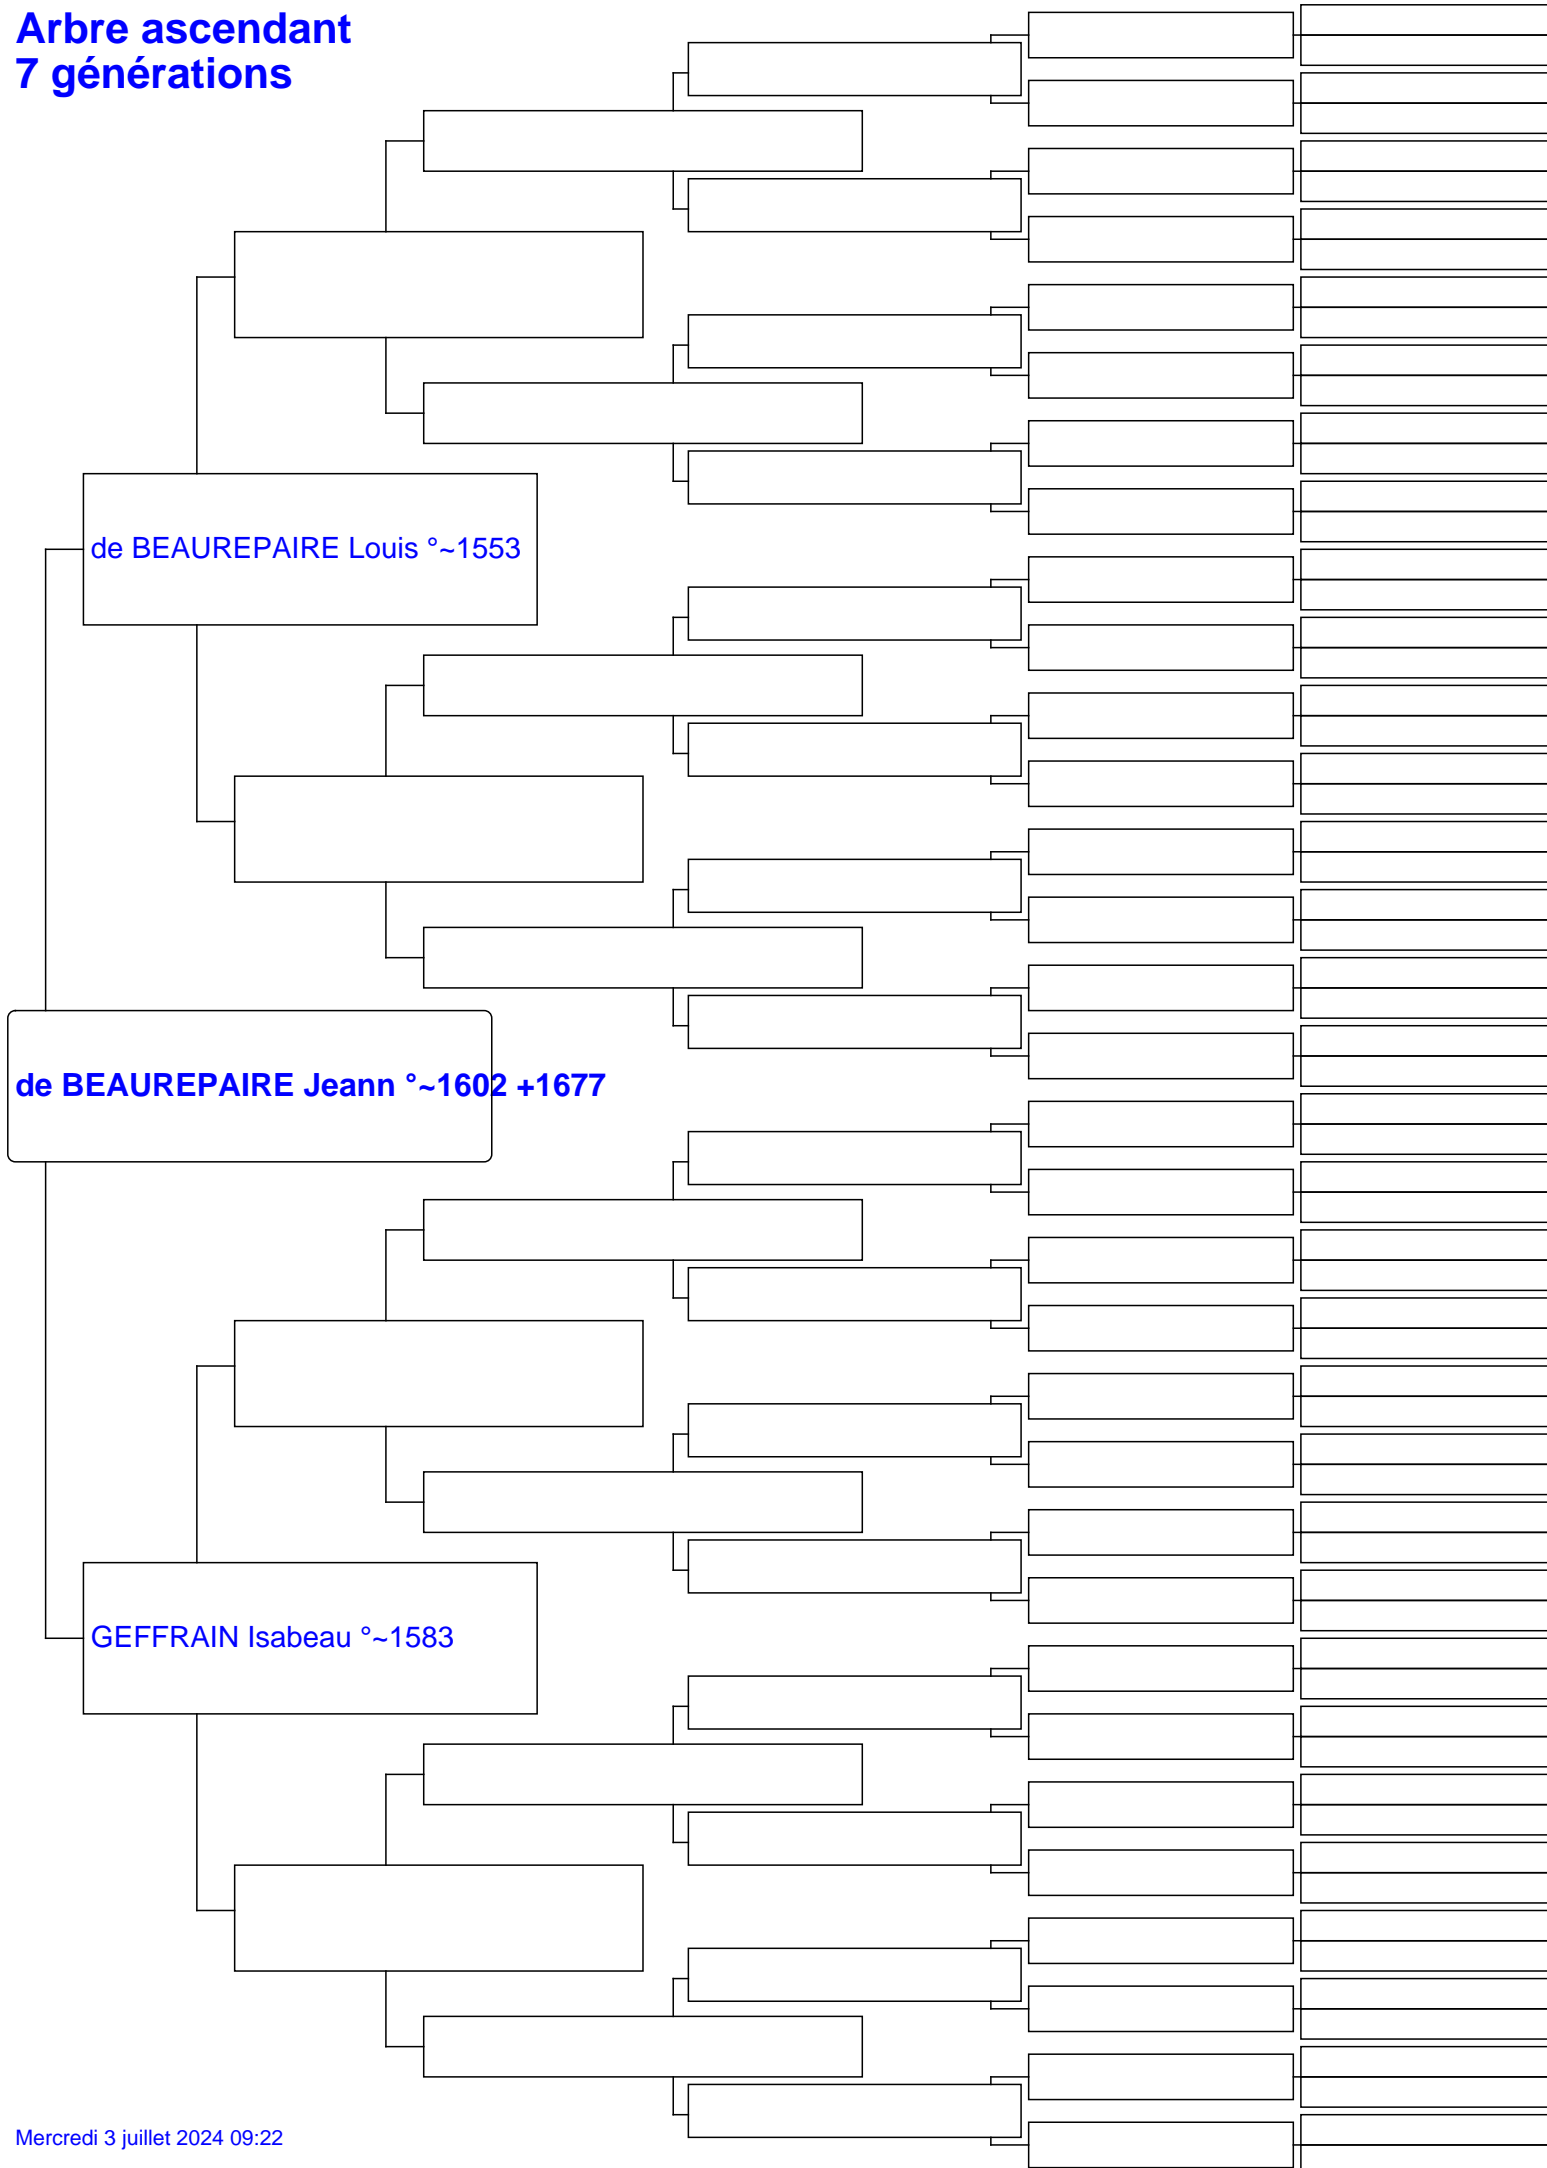 Arbre ascendant
7 générations
de BEAUREPAIRE Louis °~1553
de BEAUREPAIRE Jeann °~1602 +1677
GEFFRAIN Isabeau °~1583
Mercredi 3 juillet 2024 09:22